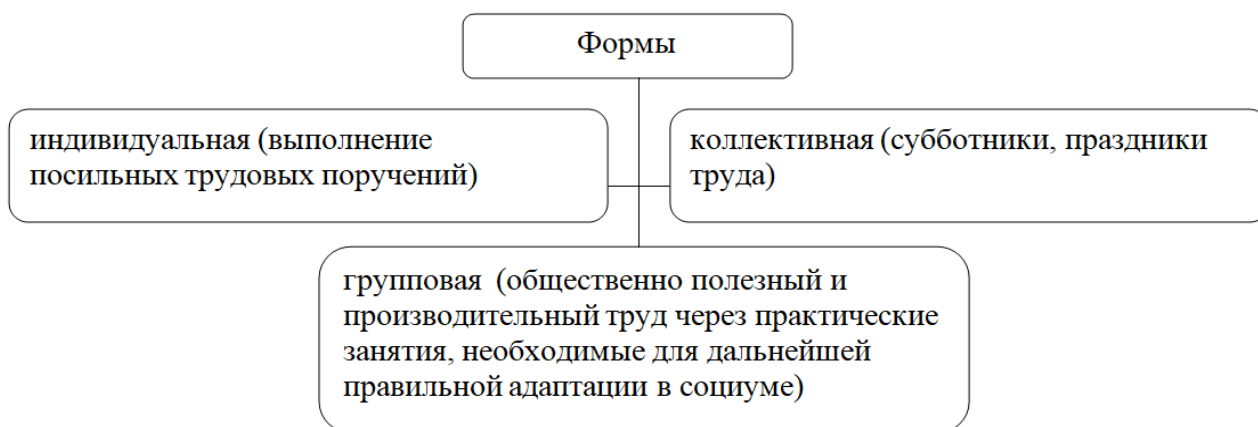 Формы
индивидуальная (выполнение
посильных трудовых поручений)
коллективная (субботники, праздники
труда)
групповая (общественно полезный и
производительный труд через практические
занятия, необходимые для дальнейшей
правильной адаптации в социуме)